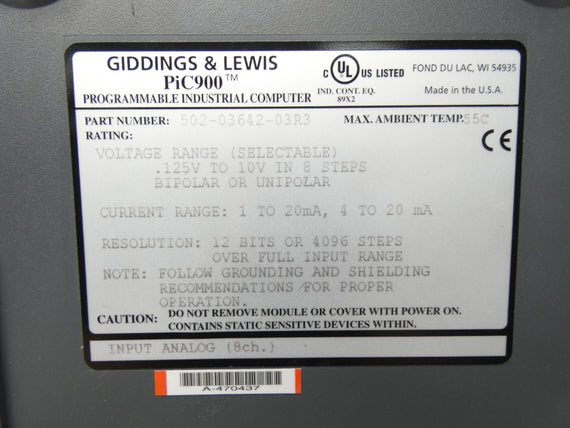 GIDDINGS & LEWIS
PiC900™
PROGRAMMABLE INDUSTRIAL COMPUTER
C UL US LISTED
IND. CONT. EQ.
89X2
FOND DU LAC, WI 54935
Made in the U.S.A.
PART NUMBER: 502-03642-03R3 MAX. AMBIENT TEMP. 55C
RATING:
CE
VOLTAGE RANGE (SELECTABLE)
.125V TO 10V IN 8 STEPS
BIPOLAR OR UNIPOLAR
CURRENT RANGE: 1 TO 20mA, 4 TO 20 mA
RESOLUTION: 12 BITS OR 4096 STEPS
OVER FULL INPUT RANGE
NOTE: FOLLOW GROUNDING AND SHIELDING
RECOMMENDATIONS FOR PROPER
OPERATION.
CAUTION: DO NOT REMOVE MODULE OR COVER WITH POWER ON.
CONTAINS STATIC SENSITIVE DEVICES WITHIN.
INPUT ANALOG (8ch.)
A-470437